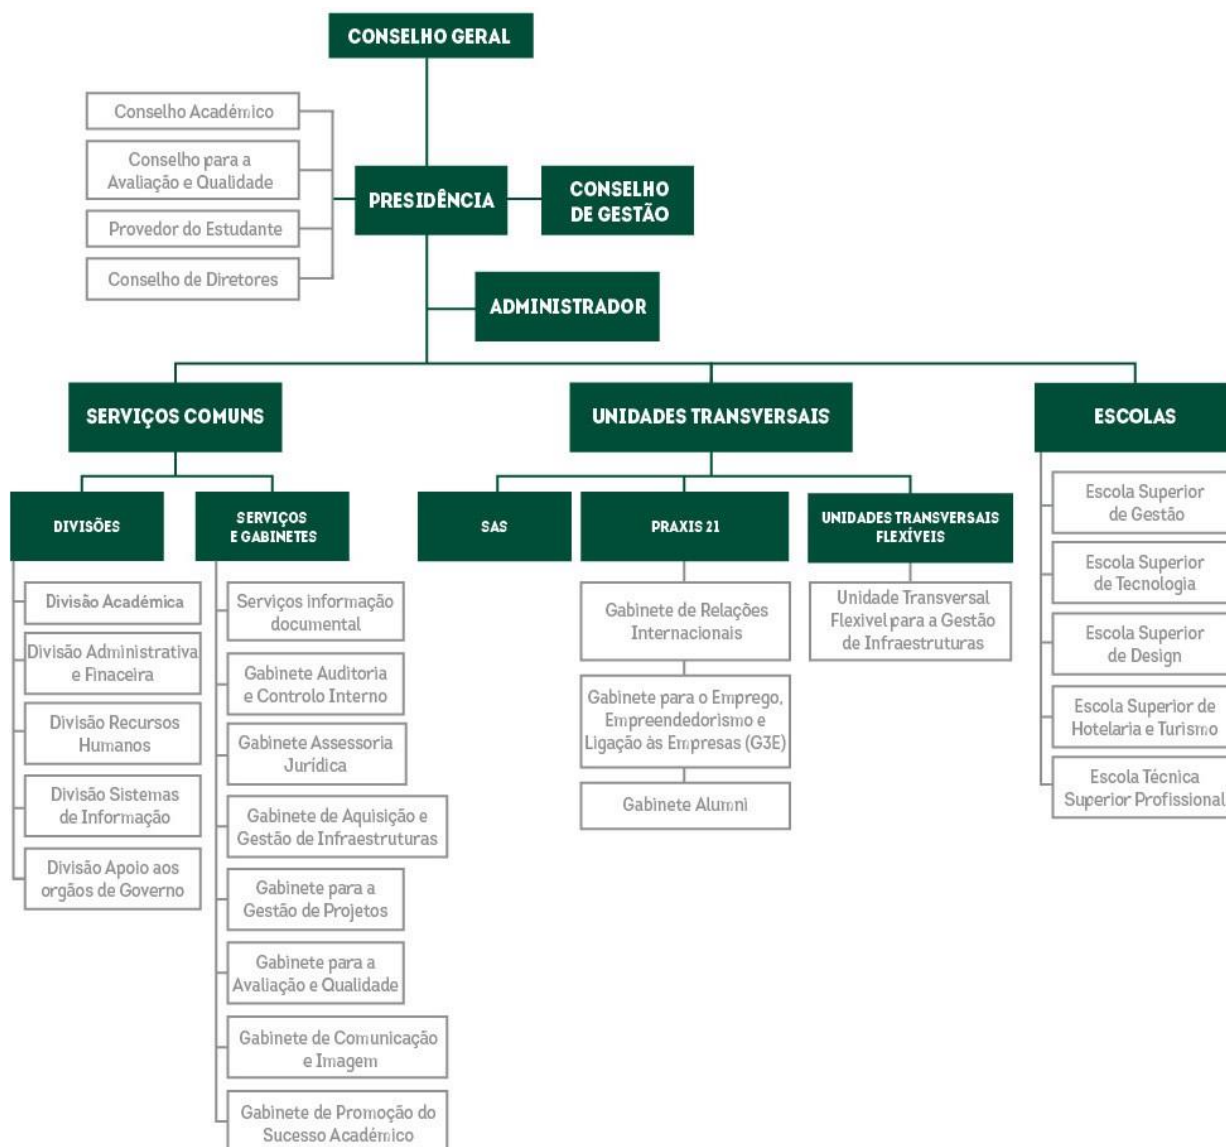 CONSELHO GERAL
Conselho Académico
Conselho para a
Avaliação e Qualidade
Provedor do Estudante
Conselho de Diretores
PRESIDÊNCIA
CONSELHO
DE GESTÃO
ADMINISTRADOR
SERVIÇOS COMUNS
UNIDADES TRANSVERSAIS
ESCOLAS
DIVISÕES
SERVIÇOS
E GABINETES
SAS
PRAXIS 21
UNIDADES TRANSVERSAIS
FLEXÍVEIS
Divisão Académica
Divisão Administrativa
e Finaceira
Divisão Recursos
Humanos
Divisão Sistemas
de Informação
Divisão Apoio aos
orgãos de Governo
Serviços informação
documental
Gabinete Auditoria
e Controlo Interno
Gabinete Assessoria
Jurídica
Gabinete de Aquisição e
Gestão de Infraestruturas
Gabinete para a
Gestão de Projetos
Gabinete para a
Avaliação e Qualidade
Gabinete de Comunicação
e Imagem
Gabinete de Promoção do
Sucesso Académico
Gabinete de Relações
Internacionais
Gabinete para o Emprego,
Empreendedorismo e
Ligação às Empresas (G3E)
Gabinete Alumni
Unidade Transversal
Flexivel para a Gestão
de Infraestruturas
Escola Superior
de Gestão
Escola Superior
de Tecnologia
Escola Superior
de Design
Escola Superior de
Hotelaria e Turismo
Escola Técnica
Superior Profissional